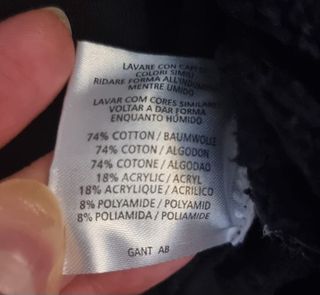 LAVARE CON CAPI DI
COLORI SIMILI
RIDARE FORMA ALL'INDUMENTO
MENTRE UMIDO
LAVAR COM CORES SIMILARES
VOLTAR A DAR FORMA
ENQUANTO HÚMIDO
74% COTTON / BAUMWOLLE
74% COTON / ALGODON
74% COTONE / ALGODAO
18% ACRYLIC / ACRYL
18% ACRYLIQUE / ACRILICO
8% POLYAMIDE / POLYAMID
8% POLIAMIDA / POLIAMIDE
GANT AB